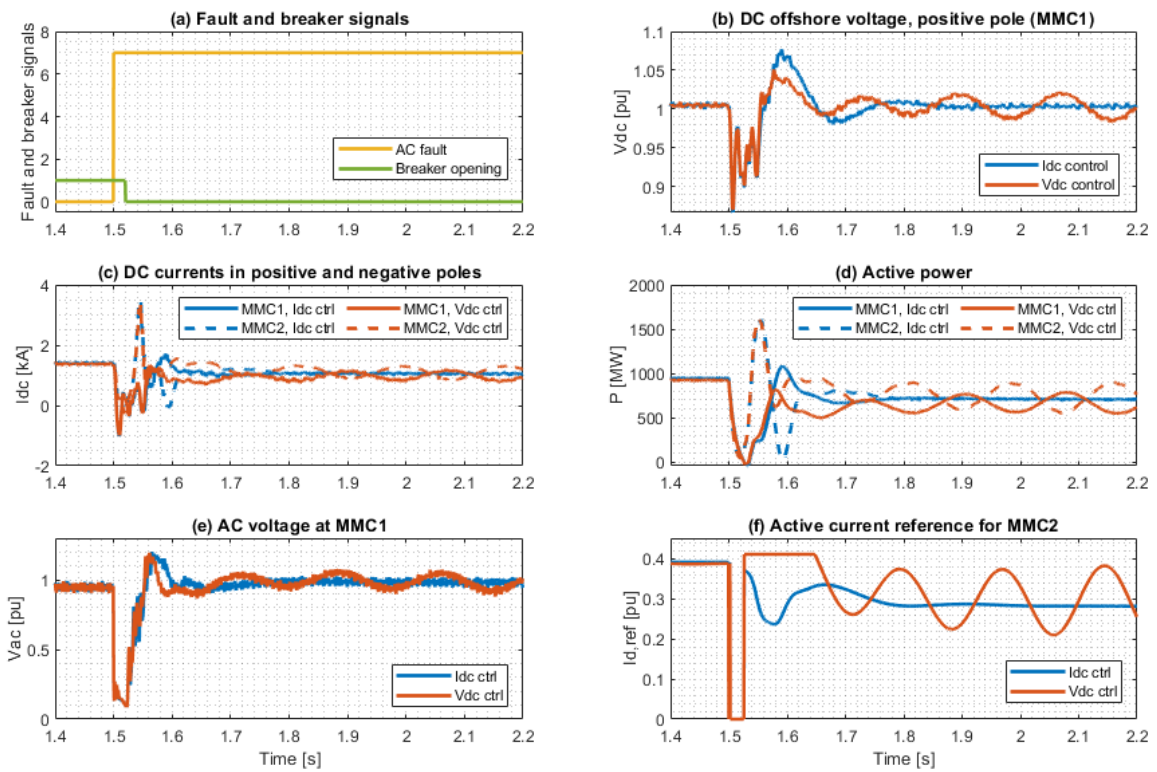 (a) Fault and breaker signals
Fault and breaker signals
8
6
4
2
0
AC fault
Breaker opening
1.4 1.5 1.6 1.7 1.8 1.9 2 2.1 2.2
(b) DC offshore voltage, positive pole (MMC1)
Vdc [pu]
1.1
1.05
1
0.95
0.9
Idc control
Vdc control
1.4 1.5 1.6 1.7 1.8 1.9 2 2.1 2.2
(c) DC currents in positive and negative poles
Idc [kA]
4
2
0
-2
MMC1, Idc ctrl MMC1, Vdc ctrl
MMC2, Idc ctrl MMC2, Vdc ctrl
1.4 1.5 1.6 1.7 1.8 1.9 2 2.1 2.2
(d) Active power
P [MW]
2000
1500
1000
500
0
MMC1, Idc ctrl MMC1, Vdc ctrl
MMC2, Idc ctrl MMC2, Vdc ctrl
1.4 1.5 1.6 1.7 1.8 1.9 2 2.1 2.2
(e) AC voltage at MMC1
Vac [pu]
1
0.5
0
Idc ctrl
Vdc ctrl
1.4 1.5 1.6 1.7 1.8 1.9 2 2.1 2.2
Time [s]
(f) Active current reference for MMC2
Id,ref [pu]
0.4
0.3
0.2
0.1
0
Idc ctrl
Vdc ctrl
1.4 1.5 1.6 1.7 1.8 1.9 2 2.1 2.2
Time [s]